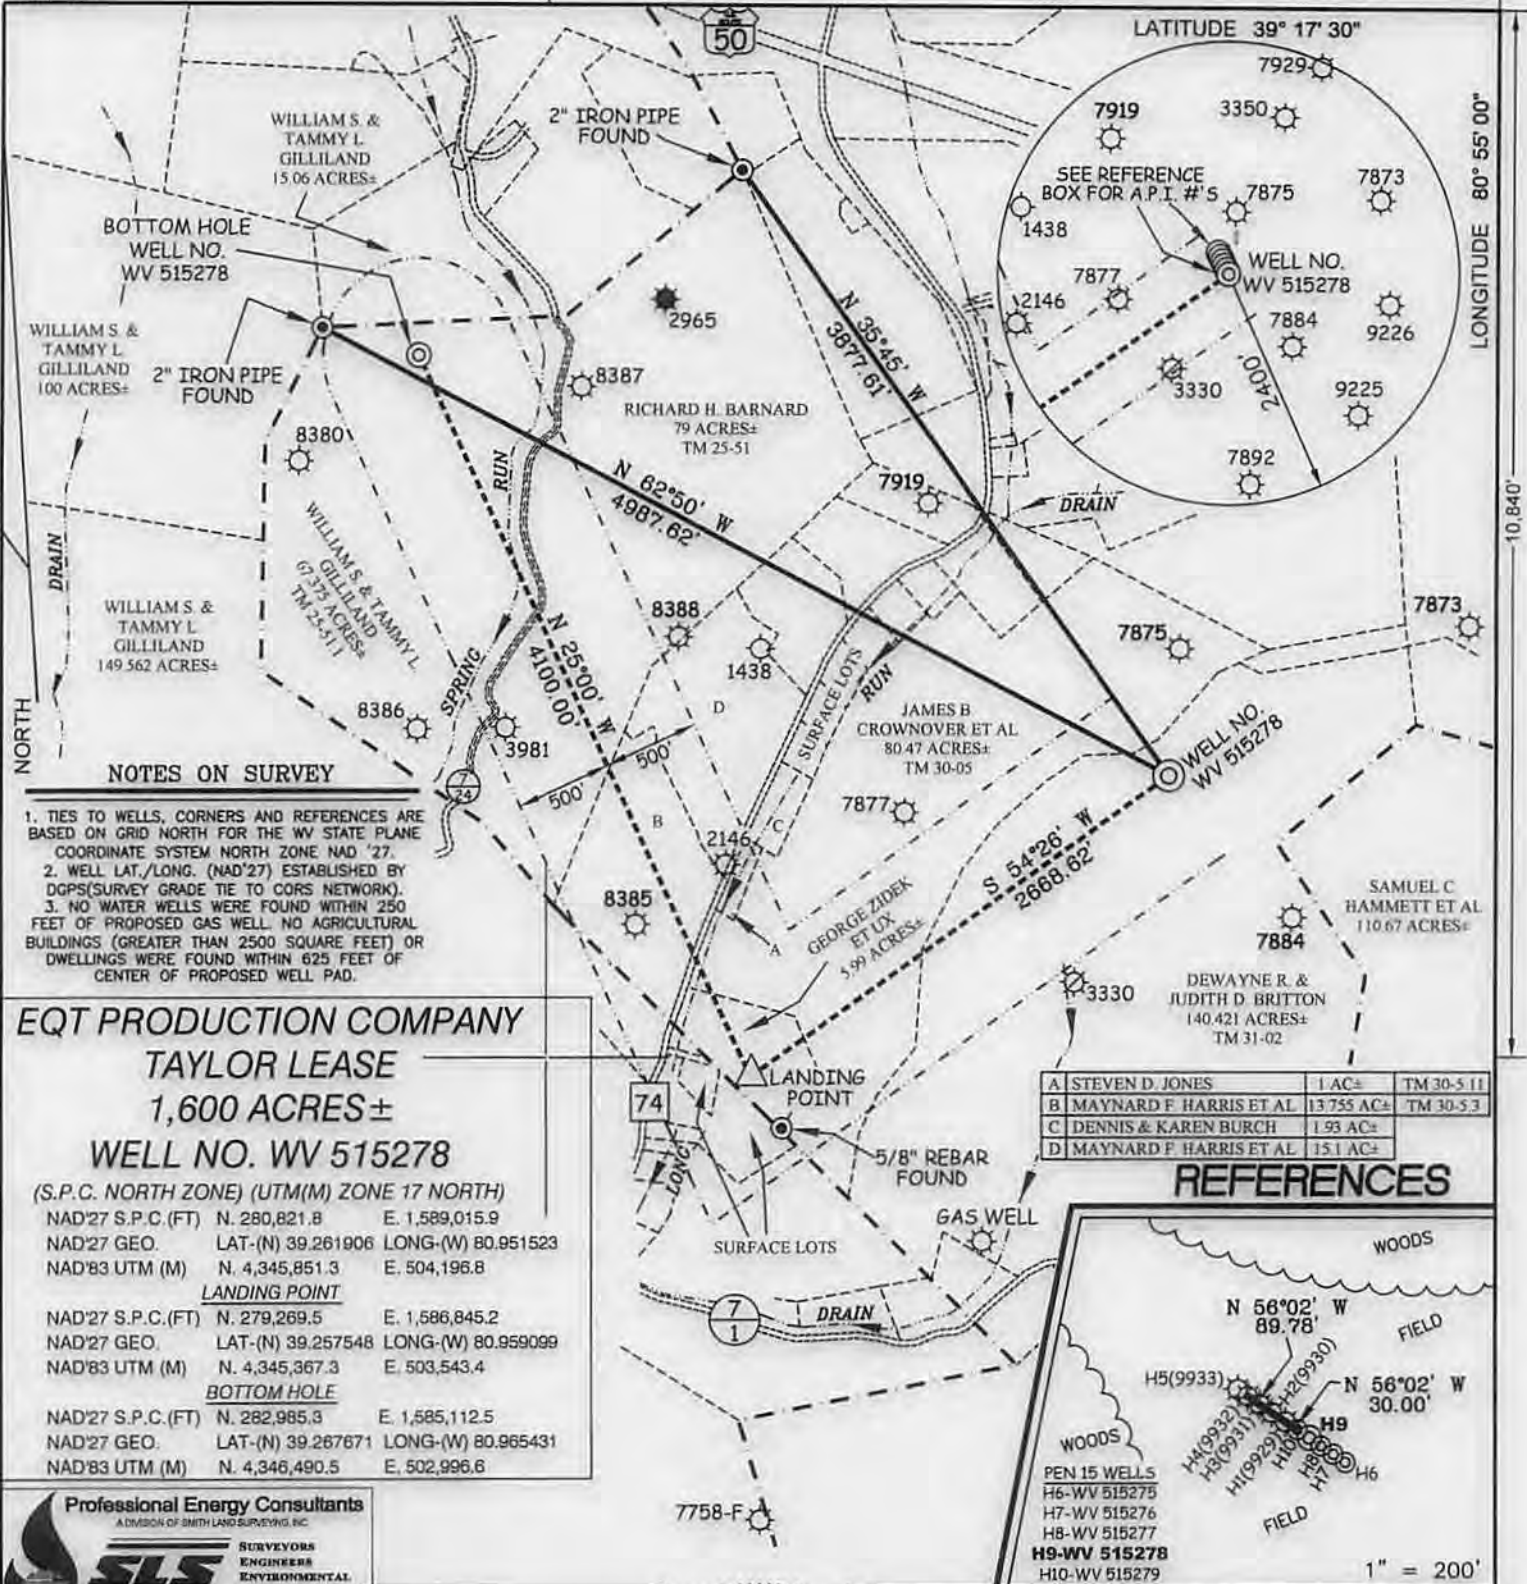 50
LATITUDE 39° 17' 30"
LONGITUDE 80° 55' 00"
10,840'
7929
7919
3350
SEE REFERENCE
BOX FOR A.P.I. #'S
7875
7873
1438
WELL NO.
WV 515278
7877
2146
9226
7884
3330
2400'
9225
7892
2" IRON PIPE
FOUND
WILLIAM S. &
TAMMY L
GILLILAND
15.06 ACRES±
BOTTOM HOLE
WELL NO.
WV 515278
WILLIAM S. &
TAMMY L
GILLILAND
100 ACRES±
2" IRON PIPE
FOUND
2965
8387
RICHARD H. BARNARD
79 ACRES±
TM 25-51
N 35°45' W
3877.61'
8380
RUN
N 62°50' W
4987.62'
7919
DRAIN
DRAIN
WILLIAM S. & TAMMY L
GILLILAND
67.375 ACRES±
TM 25-51.1
WILLIAM S. &
TAMMY L
GILLILAND
149.562 ACRES±
8388
1438
7875
7873
N 25°00' W
4100.00'
SPRING
8386
3981
SURFACE LOTS
RUN
D
JAMES B
CROWNOVER ET AL
80.47 ACRES±
TM 30-05
WELL NO.
WV 515278
NORTH
500'
500'
7
24
B
C
2146
7877
S 54°26' W
2668.62'
8385
A
GEORGE ZIDEK
ET UX
5.99 ACRES±
SAMUEL C
HAMMETT ET AL
110.67 ACRES±
7884
3330
DEWAYNE R. &
JUDITH D. BRITTON
140.421 ACRES±
TM 31-02
NOTES ON SURVEY
1. TIES TO WELLS, CORNERS AND REFERENCES ARE
BASED ON GRID NORTH FOR THE WV STATE PLANE
COORDINATE SYSTEM NORTH ZONE NAD '27.
2. WELL LAT./LONG. (NAD'27) ESTABLISHED BY
DGPS(SURVEY GRADE TIE TO CORS NETWORK).
3. NO WATER WELLS WERE FOUND WITHIN 250
FEET OF PROPOSED GAS WELL. NO AGRICULTURAL
BUILDINGS (GREATER THAN 2500 SQUARE FEET) OR
DWELLINGS WERE FOUND WITHIN 625 FEET OF
CENTER OF PROPOSED WELL PAD.
EQT PRODUCTION COMPANY
TAYLOR LEASE
1,600 ACRES±
WELL NO. WV 515278
(S.P.C. NORTH ZONE) (UTM(M) ZONE 17 NORTH)
NAD'27 S.P.C.(FT) N. 280,821.8 E. 1,589,015.9
NAD'27 GEO. LAT-(N) 39.261906 LONG-(W) 80.951523
NAD'83 UTM (M) N. 4,345,851.3 E. 504,196.8
LANDING POINT
NAD'27 S.P.C.(FT) N. 279,269.5 E. 1,586,845.2
NAD'27 GEO. LAT-(N) 39.257548 LONG-(W) 80.959099
NAD'83 UTM (M) N. 4,345,367.3 E. 503,543.4
BOTTOM HOLE
NAD'27 S.P.C.(FT) N. 282,985.3 E. 1,585,112.5
NAD'27 GEO. LAT-(N) 39.267671 LONG-(W) 80.965431
NAD'83 UTM (M) N. 4,346,490.5 E. 502,996.6
LANDING
POINT
74
LONG
5/8" REBAR
FOUND
SURFACE LOTS
GAS WELL
7
1
DRAIN
7758-F
A STEVEN D. JONES 1 AC± TM 30-5.11
B MAYNARD F. HARRIS ET AL 13.755 AC± TM 30-5.3
C DENNIS & KAREN BURCH 1.93 AC±
D MAYNARD F. HARRIS ET AL 15.1 AC±
REFERENCES
WOODS
N 56°02' W
89.78'
FIELD
H5(9933)
H2(9930)
N 56°02' W
30.00'
H4(9932)
H3(9931)
H1(9929)
H10
H9
H8
H7
H6
WOODS
FIELD
PEN 15 WELLS
H6-WV 515275
H7-WV 515276
H8-WV 515277
H9-WV 515278
H10-WV 515279
1" = 200'
Professional Energy Consultants
A DIVISION OF SMITH LAND SURVEYING, INC.
SLS
SURVEYORS
ENGINEERS
ENVIRONMENTAL